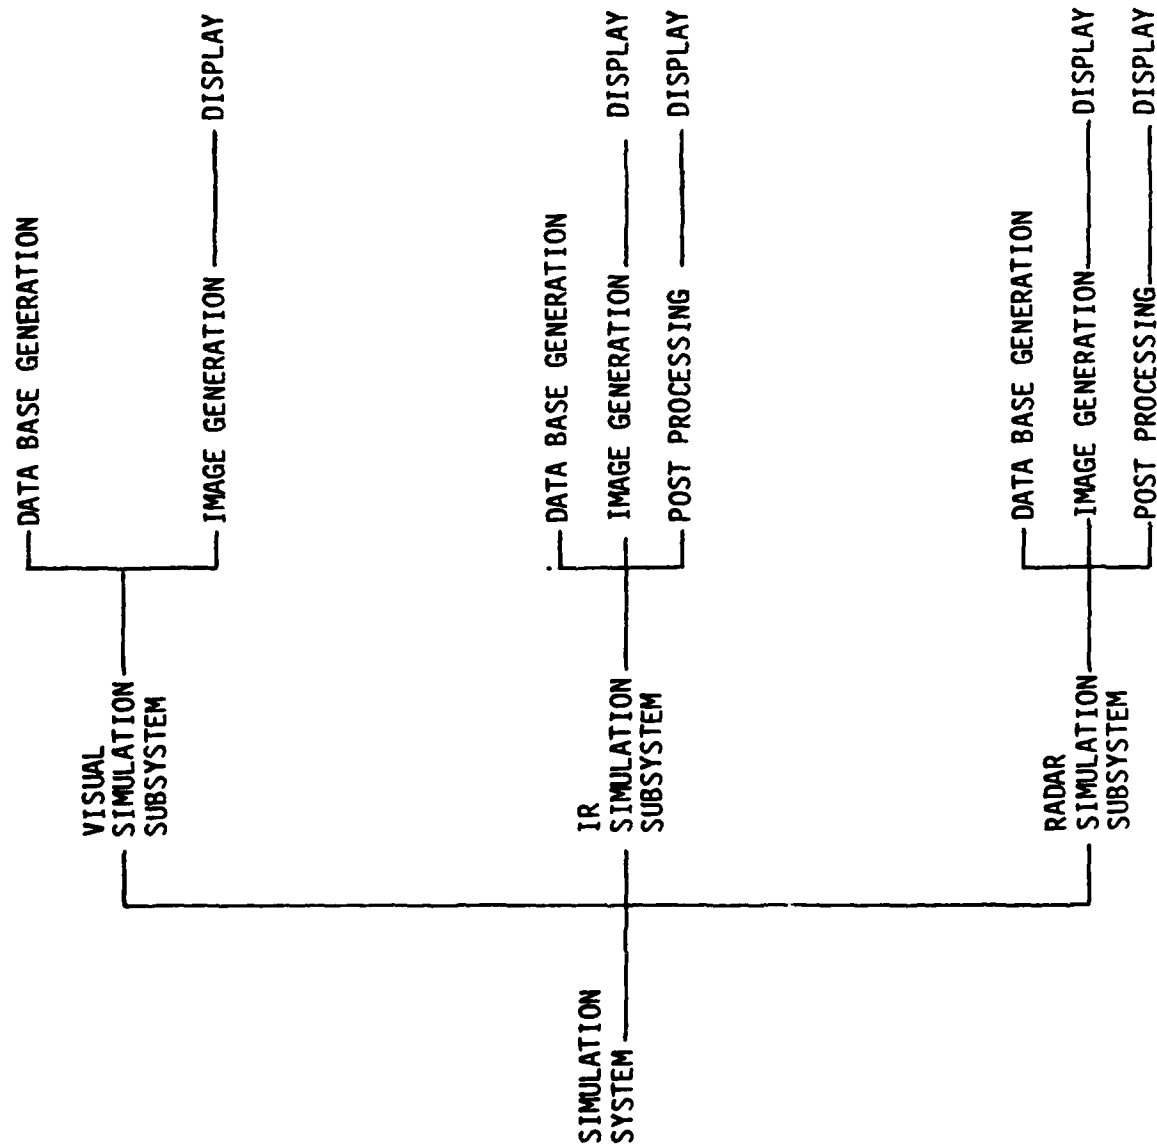 SIMULATION
SYSTEM
VISUAL
SIMULATION
SUBSYSTEM
DATA BASE GENERATION
IMAGE GENERATION
DISPLAY
IR
SIMULATION
SUBSYSTEM
DATA BASE GENERATION
IMAGE GENERATION
DISPLAY
POST PROCESSING
DISPLAY
RADAR
SIMULATION
SUBSYSTEM
DATA BASE GENERATION
IMAGE GENERATION
DISPLAY
POST PROCESSING
DISPLAY